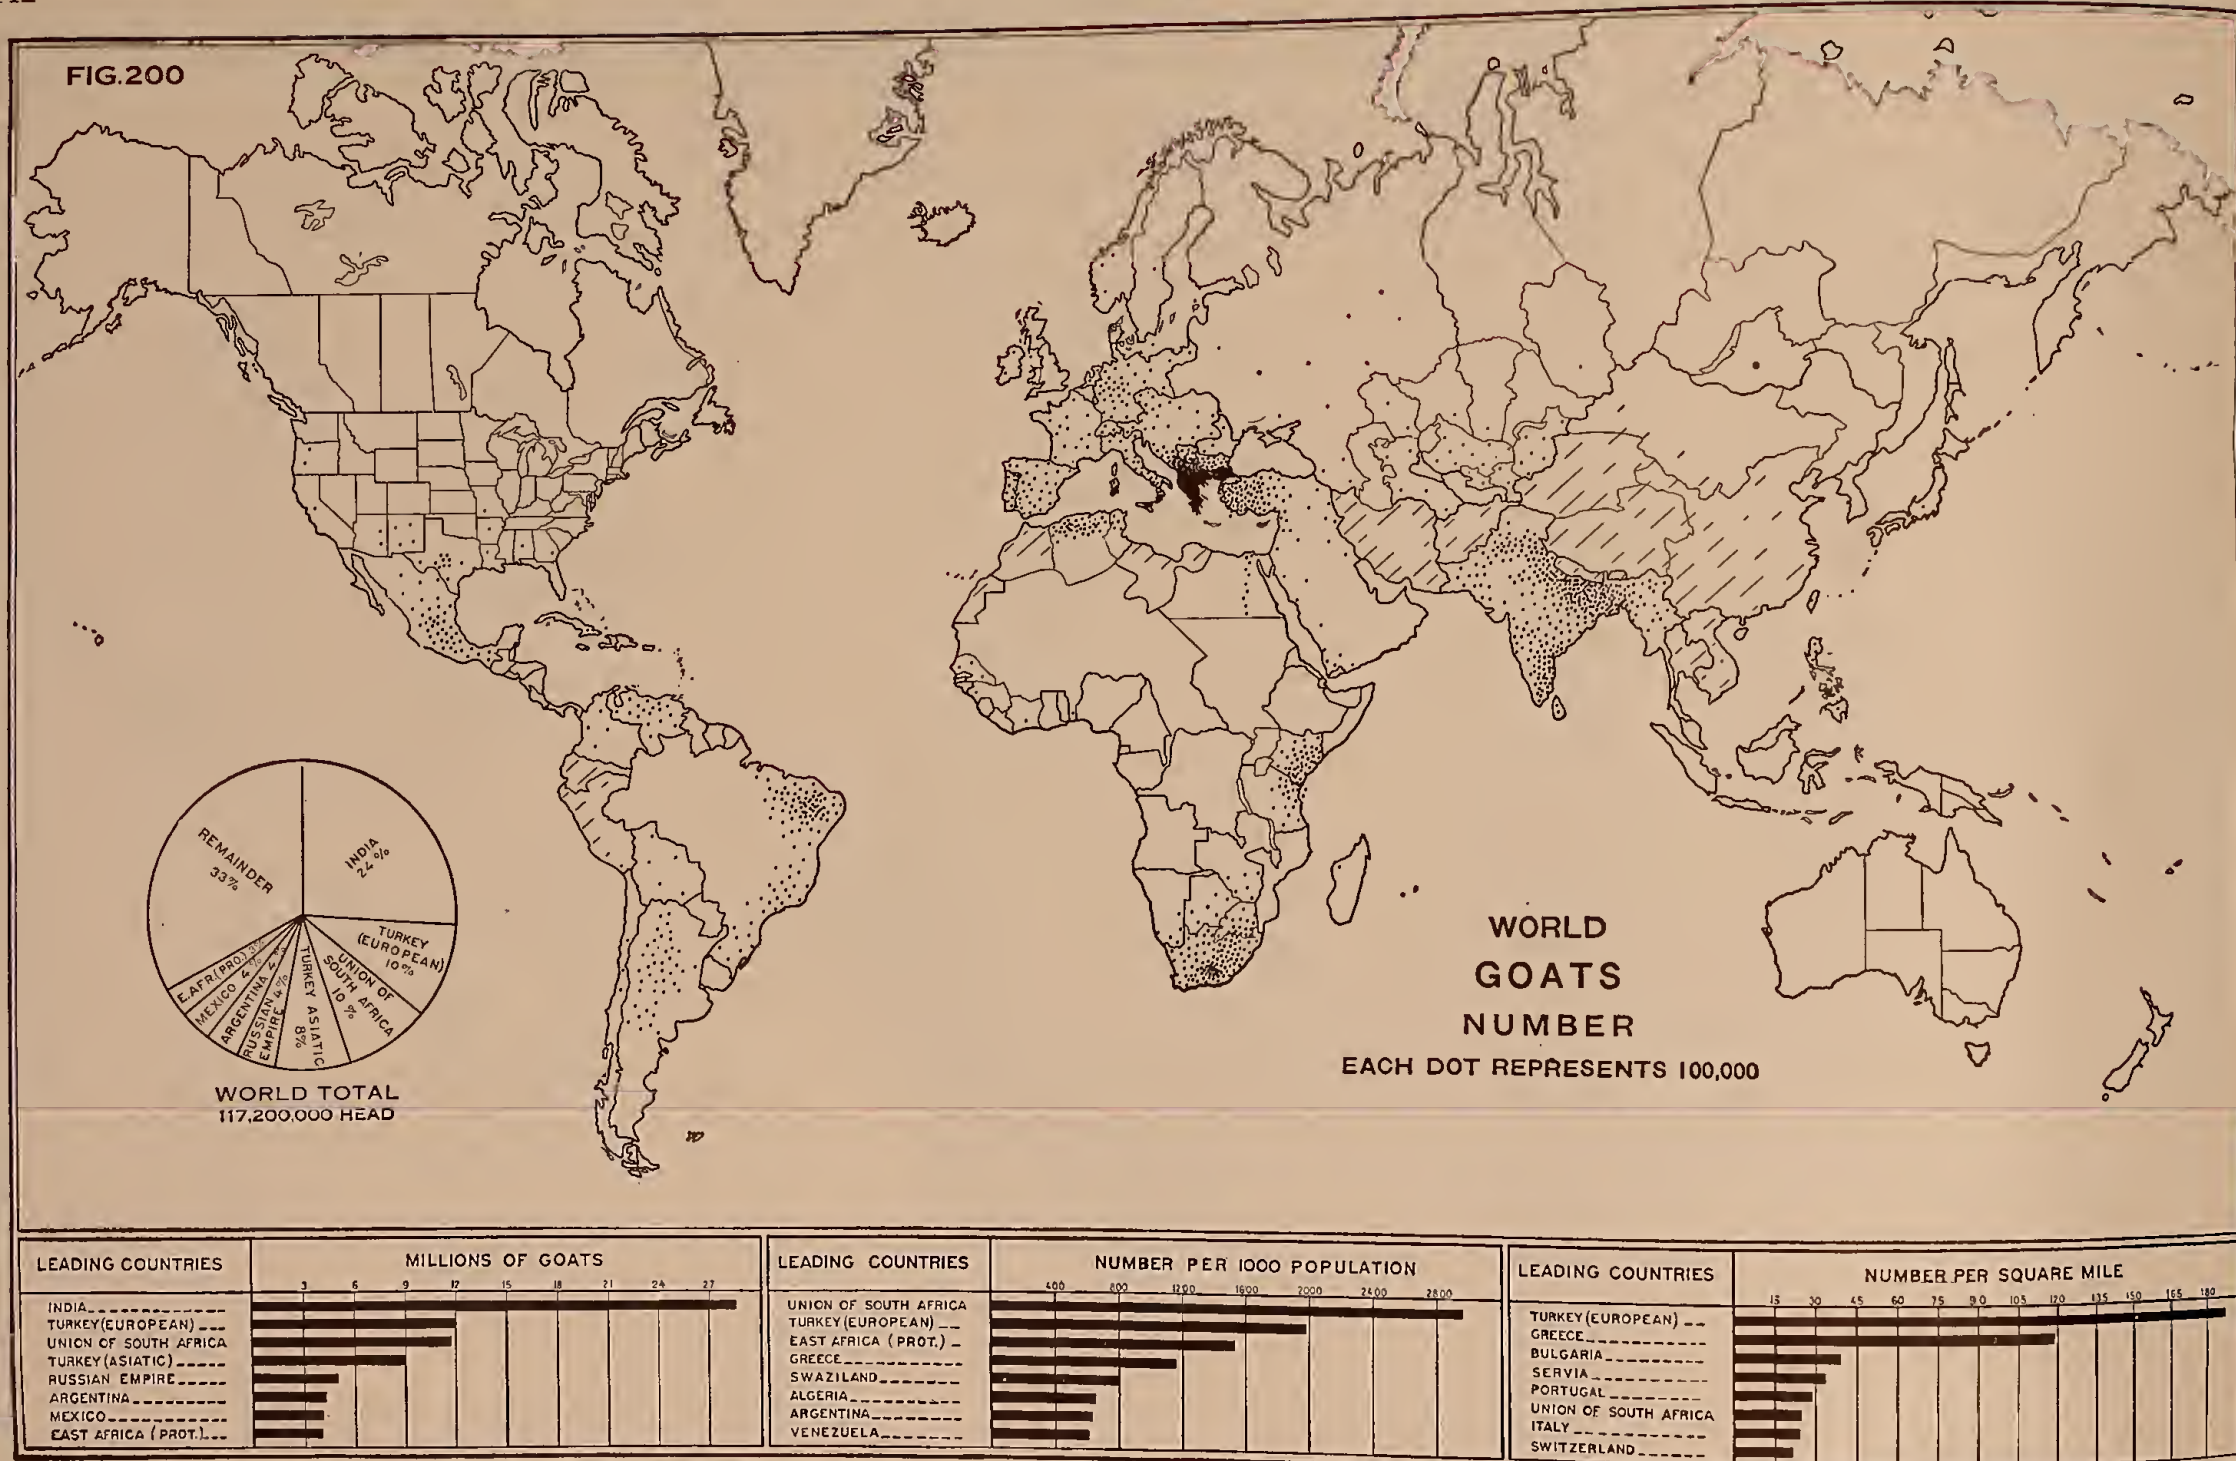 FIG.200
REMAINDER
33%
INDIA
24 %
TURKEY
(EUROPEAN)
10%
UNION OF
SOUTH AFRICA
10 %
TURKEY ASIATIC
8%
RUSSIAN
EMPIRE 4%
ARGENTINA 4%
MEXICO 4%
E.AFR.(PRO.) 3%
WORLD TOTAL
117,200,000 HEAD
WORLD
GOATS
NUMBER
EACH DOT REPRESENTS 100,000
LEADING COUNTRIES
MILLIONS OF GOATS
3 6 9 12 15 18 21 24 27
INDIA
TURKEY(EUROPEAN)
UNION OF SOUTH AFRICA
TURKEY(ASIATIC)
RUSSIAN EMPIRE
ARGENTINA
MEXICO
EAST AFRICA (PROT.)
LEADING COUNTRIES
NUMBER PER 1000 POPULATION
400 800 1200 1600 2000 2400 2800
UNION OF SOUTH AFRICA
TURKEY(EUROPEAN)
EAST AFRICA (PROT.)
GREECE
SWAZILAND
ALGERIA
ARGENTINA
VENEZUELA
LEADING COUNTRIES
NUMBER PER SQUARE MILE
15 30 45 60 75 90 105 120 135 150 165 180
TURKEY(EUROPEAN)
GREECE
BULGARIA
SERVIA
PORTUGAL
UNION OF SOUTH AFRICA
ITALY
SWITZERLAND